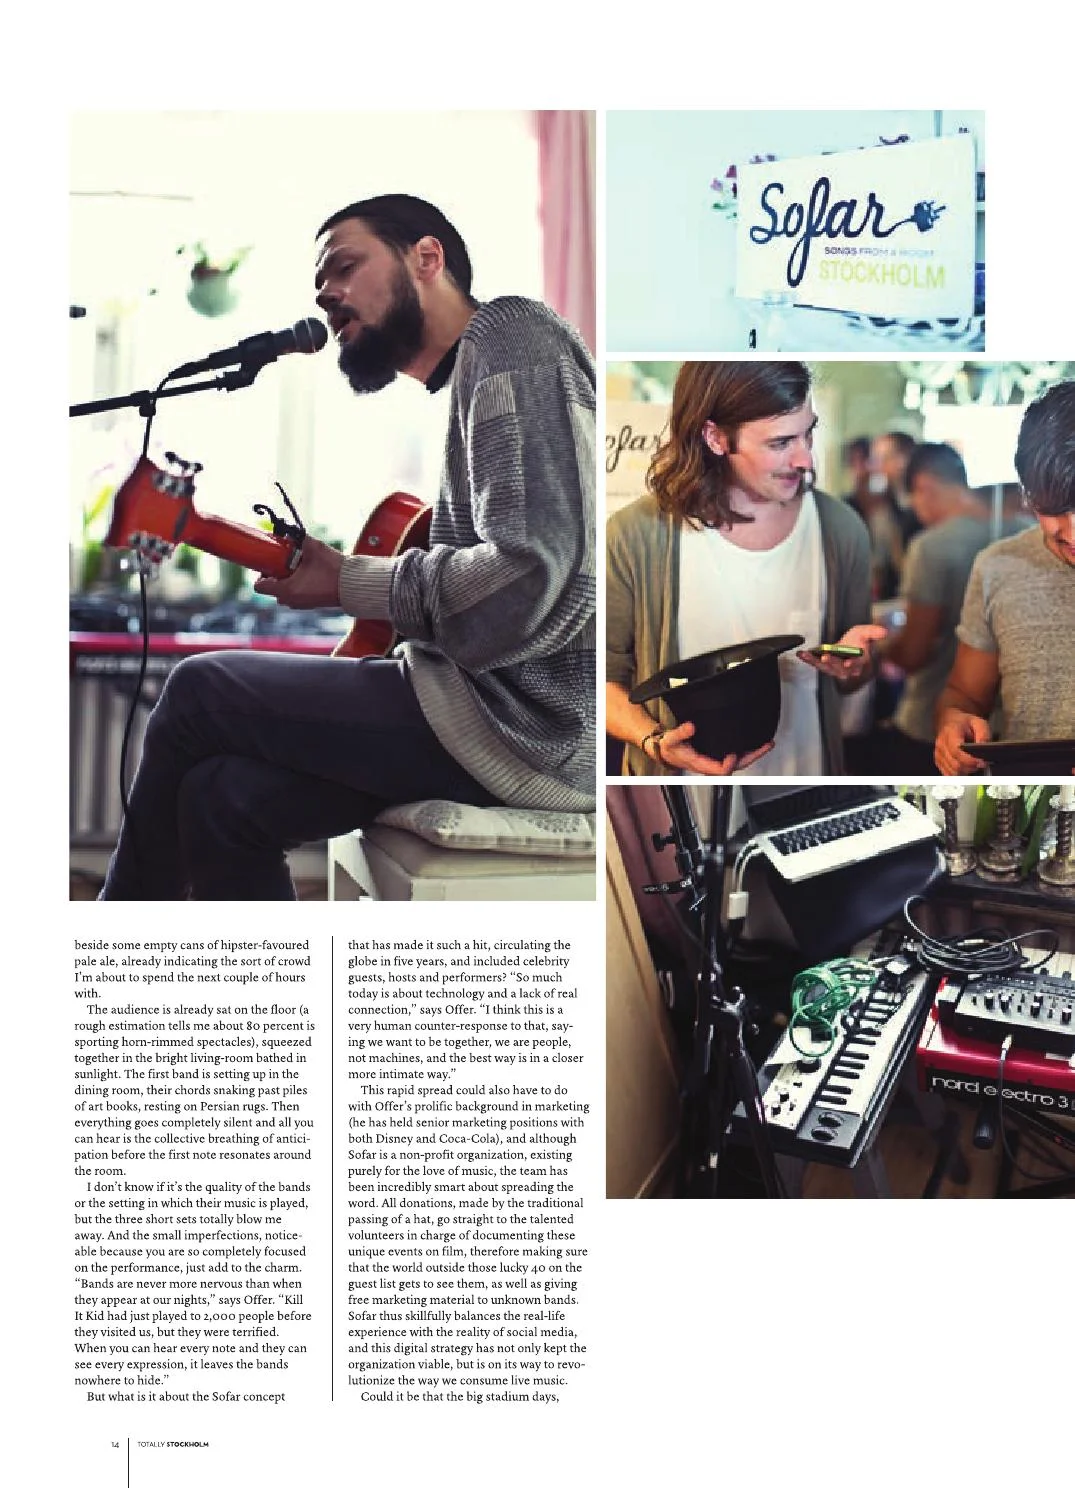 Sofar
SONGS FROM A ROOM
STOCKHOLM
ofar
nord electro 3
beside some empty cans of hipster-favoured
pale ale, already indicating the sort of crowd
I'm about to spend the next couple of hours
with.
The audience is already sat on the floor (a
rough estimation tells me about 80 percent is
sporting horn-rimmed spectacles), squeezed
together in the bright living-room bathed in
sunlight. The first band is setting up in the
dining room, their chords snaking past piles
of art books, resting on Persian rugs. Then
everything goes completely silent and all you
can hear is the collective breathing of antici-
pation before the first note resonates around
the room.
I don't know if it's the quality of the bands
or the setting in which their music is played,
but the three short sets totally blow me
away. And the small imperfections, notice-
able because you are so completely focused
on the performance, just add to the charm.
“Bands are never more nervous than when
they appear at our nights,” says Offer. “Kill
It Kid had just played to 2,000 people before
they visited us, but they were terrified.
When you can hear every note and they can
see every expression, it leaves the bands
nowhere to hide.”
But what is it about the Sofar concept
that has made it such a hit, circulating the
globe in five years, and included celebrity
guests, hosts and performers? “So much
today is about technology and a lack of real
connection,” says Offer. “I think this is a
very human counter-response to that, say-
ing we want to be together, we are people,
not machines, and the best way is in a closer
more intimate way.”
This rapid spread could also have to do
with Offer's prolific background in marketing
(he has held senior marketing positions with
both Disney and Coca-Cola), and although
Sofar is a non-profit organization, existing
purely for the love of music, the team has
been incredibly smart about spreading the
word. All donations, made by the traditional
passing of a hat, go straight to the talented
volunteers in charge of documenting these
unique events on film, therefore making sure
that the world outside those lucky 40 on the
guest list gets to see them, as well as giving
free marketing material to unknown bands.
Sofar thus skillfully balances the real-life
experience with the reality of social media,
and this digital strategy has not only kept the
organization viable, but is on its way to revo-
lutionize the way we consume live music.
Could it be that the big stadium days,
14
TOTALLY STOCKHOLM